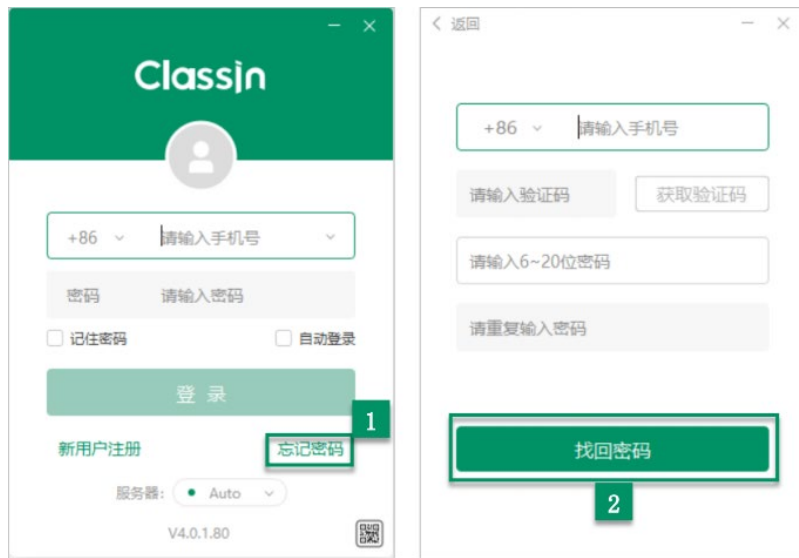 ClassIn
+86 请输入手机号
密码 请输入密码
记住密码 自动登录
登 录
1
新用户注册 忘记密码
服务器: Auto
V4.0.1.80
返回
+86 请输入手机号
请输入验证码 获取验证码
请输入6~20位密码
请重复输入密码
找回密码
2